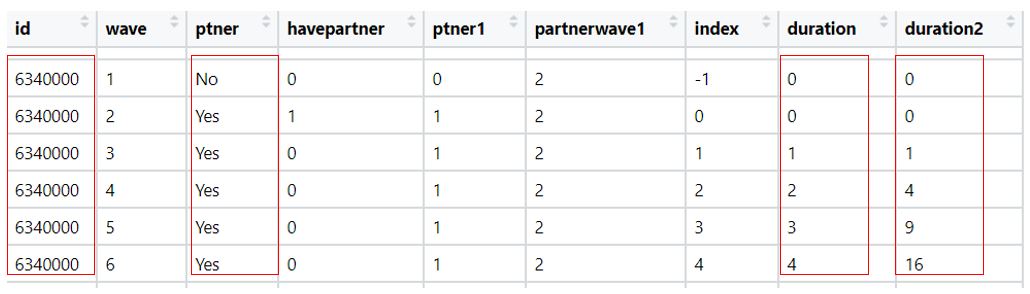 id wave ptner havepartner ptner1 partnerwave1 index duration duration2
6340000 1 No 0 0 2 -1 0 0
6340000 2 Yes 1 1 2 0 0 0
6340000 3 Yes 0 1 2 1 1 1
6340000 4 Yes 0 1 2 2 2 4
6340000 5 Yes 0 1 2 3 3 9
6340000 6 Yes 0 1 2 4 4 16